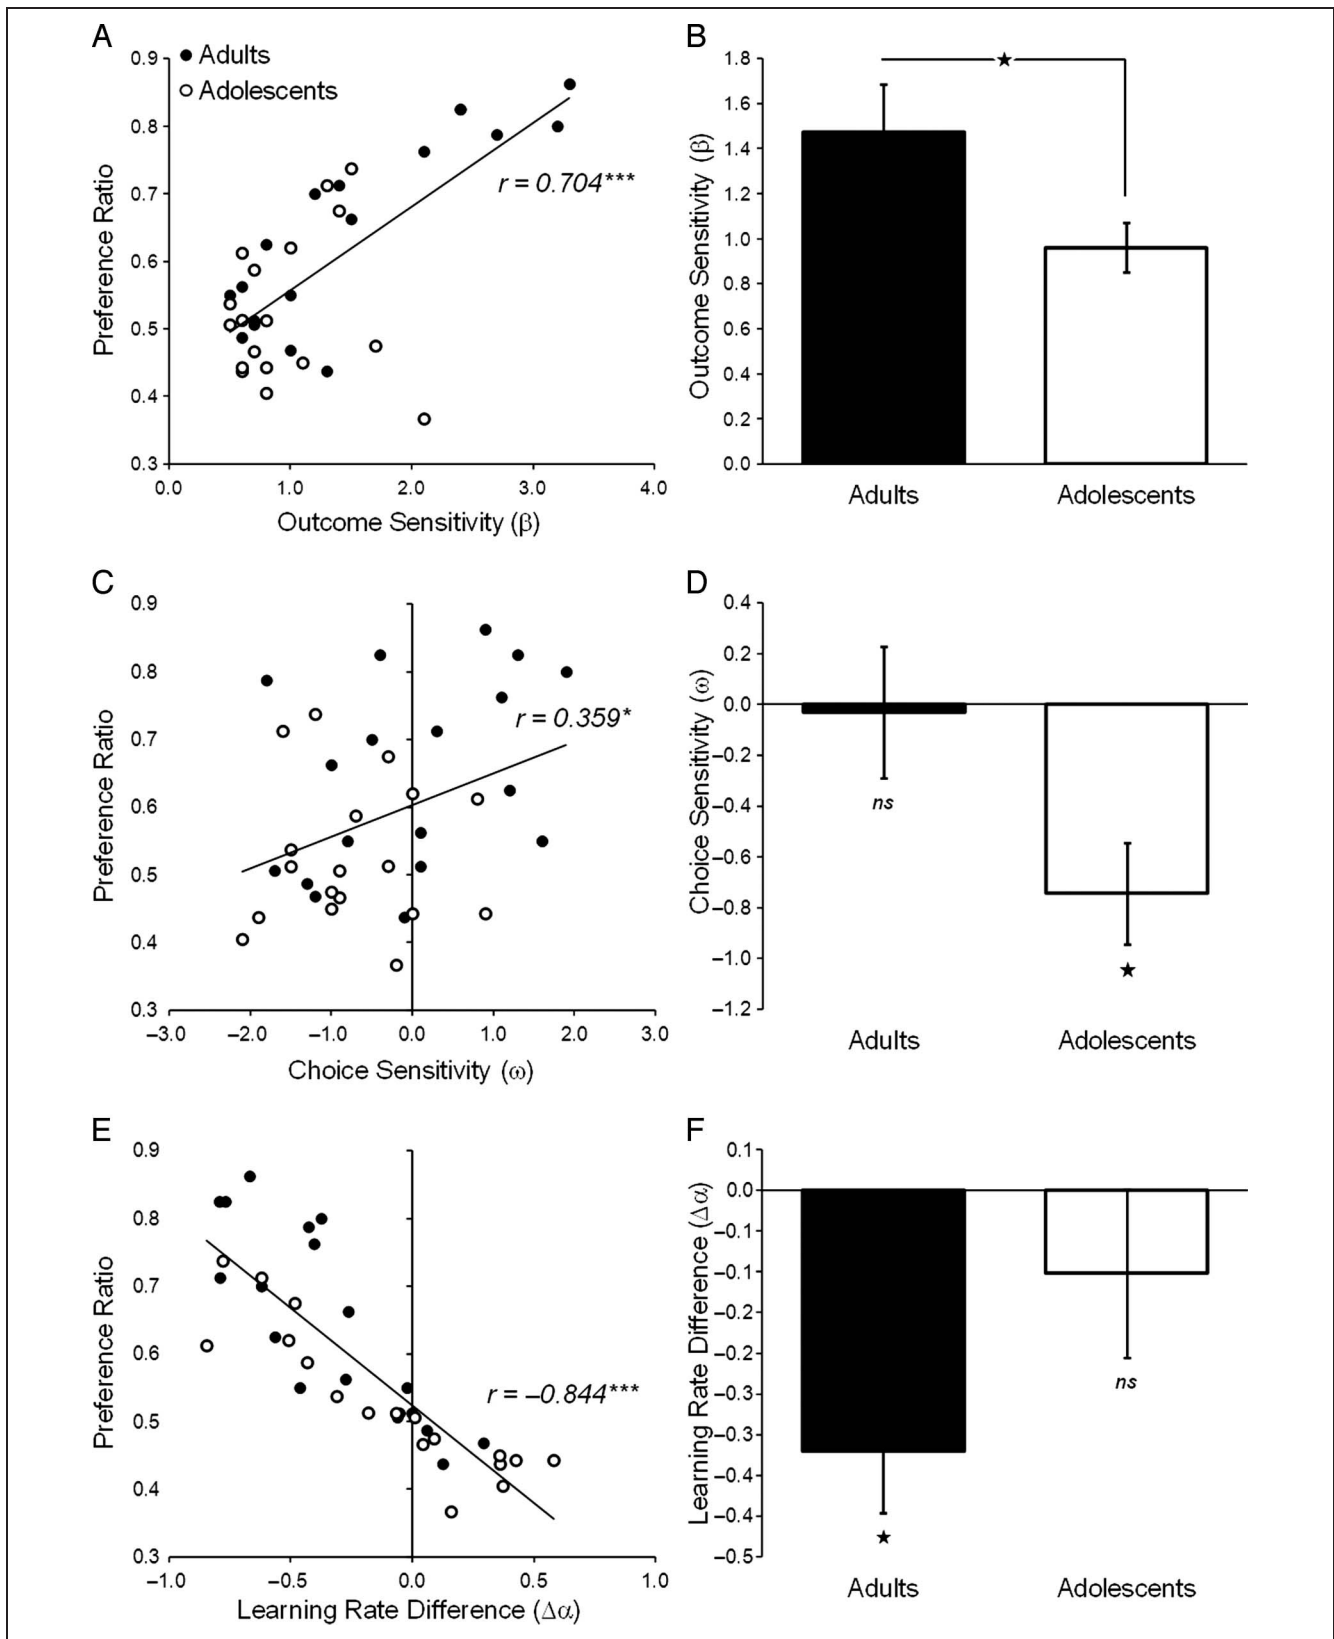 A
Adults
Adolescents
0.9
0.8
0.7
0.6
0.5
0.4
0.3
Preference Ratio
r = 0.704***
0.0 1.0 2.0 3.0 4.0
Outcome Sensitivity (β)
B
★
1.8
1.6
1.4
1.2
1.0
0.8
0.6
0.4
0.2
0.0
Outcome Sensitivity (β)
Adults Adolescents
C
0.9
0.8
0.7
0.6
0.5
0.4
0.3
Preference Ratio
r = 0.359*
–3.0 –2.0 –1.0 0.0 1.0 2.0 3.0
Choice Sensitivity (ω)
D
0.4
0.2
0.0
–0.2
–0.4
–0.6
–0.8
–1.0
–1.2
Choice Sensitivity (ω)
ns
★
Adults Adolescents
E
0.9
0.8
0.7
0.6
0.5
0.4
0.3
Preference Ratio
r = –0.844***
–1.0 –0.5 0.0 0.5 1.0
Learning Rate Difference (Δα)
F
0.1
0.0
–0.1
–0.1
–0.2
–0.2
–0.3
–0.3
–0.4
–0.4
–0.5
Learning Rate Difference (Δα)
ns
★
Adults Adolescents